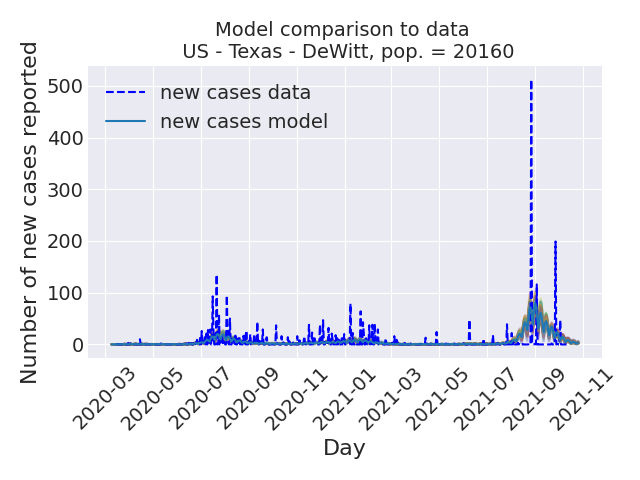 Model comparison to data
US - Texas - DeWitt, pop. = 20160
Number of new cases reported
500
400
300
200
100
0
new cases data
new cases model
2020-03
2020-05
2020-07
2020-09
2020-11
2021-01
2021-03
2021-05
2021-07
2021-09
2021-11
Day